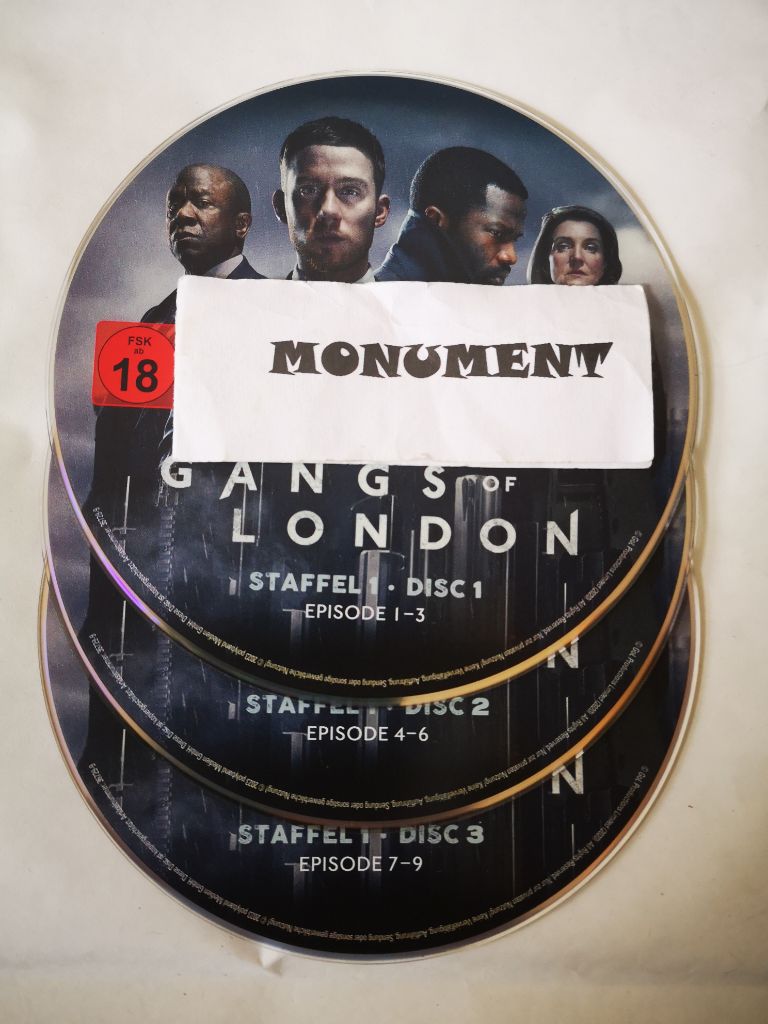 FSK
ab
18
MONUMENT
GANGS OF
LONDON
STAFFEL 1 · DISC 1
EPISODE 1–3
N
STAFFEL 1 · DISC 2
EPISODE 4–6
N
STAFFEL 1 · DISC 3
EPISODE 7–9